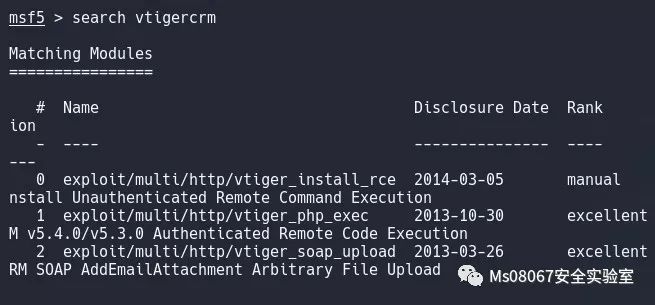 msf5 > search vtigercrm
Matching Modules
================
# Name Disclosure Date Rank
ion
- ---- --------------- ----
---
0 exploit/multi/http/vtiger_install_rce 2014-03-05 manual
nstall Unauthenticated Remote Command Execution
1 exploit/multi/http/vtiger_php_exec 2013-10-30 excellent
M v5.4.0/v5.3.0 Authenticated Remote Code Execution
2 exploit/multi/http/vtiger_soap_upload 2013-03-26 excellent
RM SOAP AddEmailAttachment Arbitrary File Upload
Ms08067安全实验室